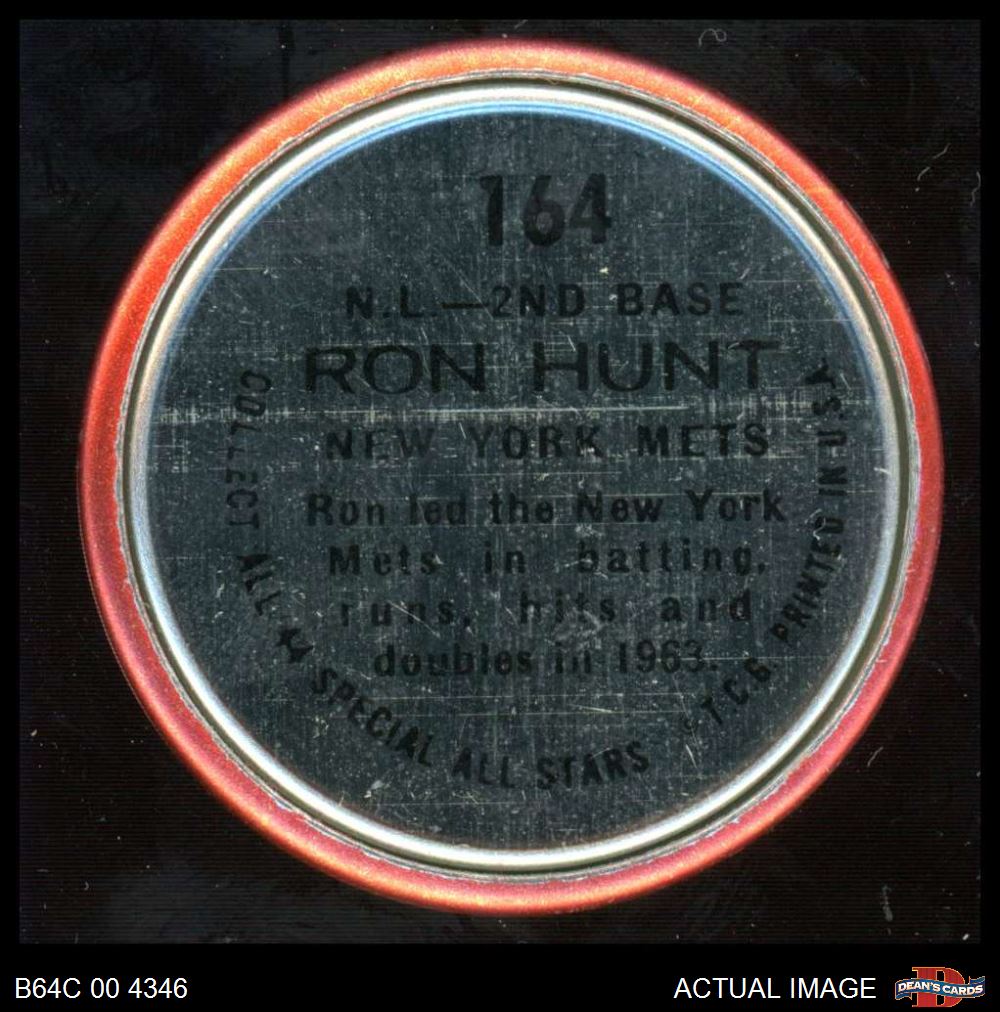 164
N.L.—2ND BASE
RON HUNT
NEW YORK METS
Ron led the New York
Mets in batting,
runs, hits and
doubles in 1963.
COLLECT ALL 44 SPECIAL ALL STARS
T.C.G. PRINTED IN U.S.
B64C 00 4346
ACTUAL IMAGE
D
DEAN'S CARDS